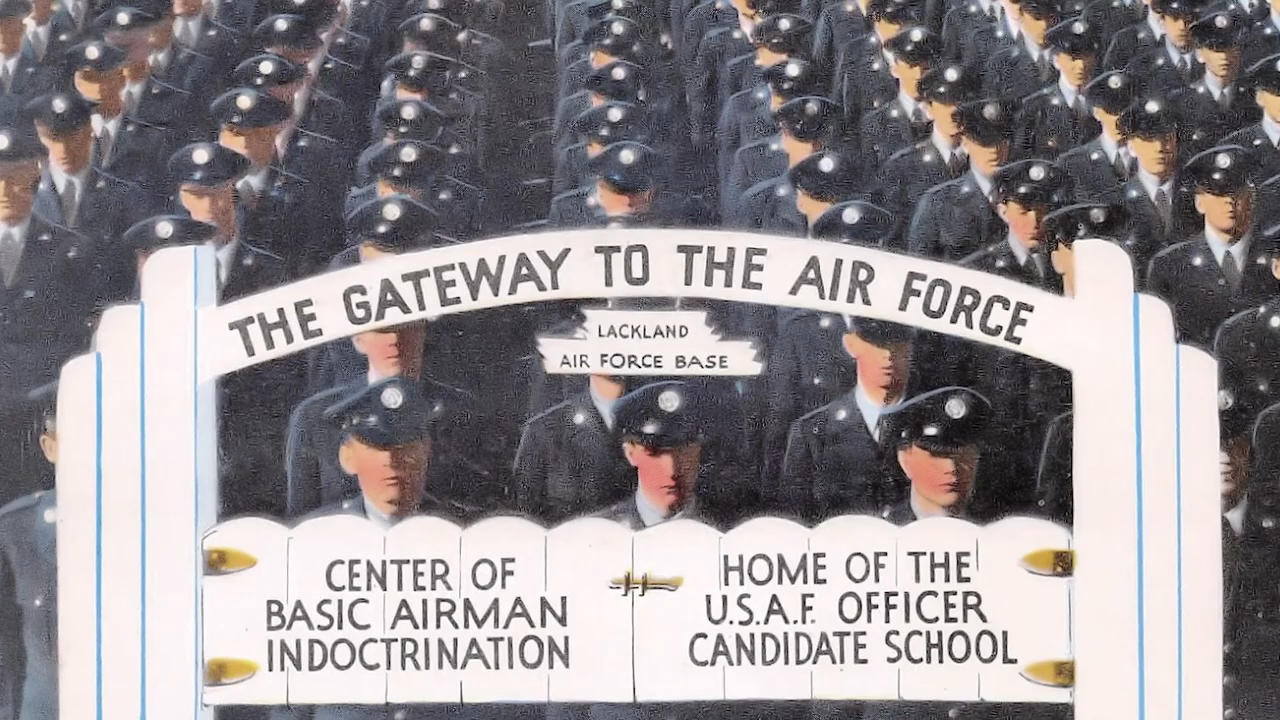 THE GATEWAY TO THE AIR FORCE
LACKLAND
AIR FORCE BASE
CENTER OF
BASIC AIRMAN
INDOCTRINATION
HOME OF THE
U.S.A.F. OFFICER
CANDIDATE SCHOOL